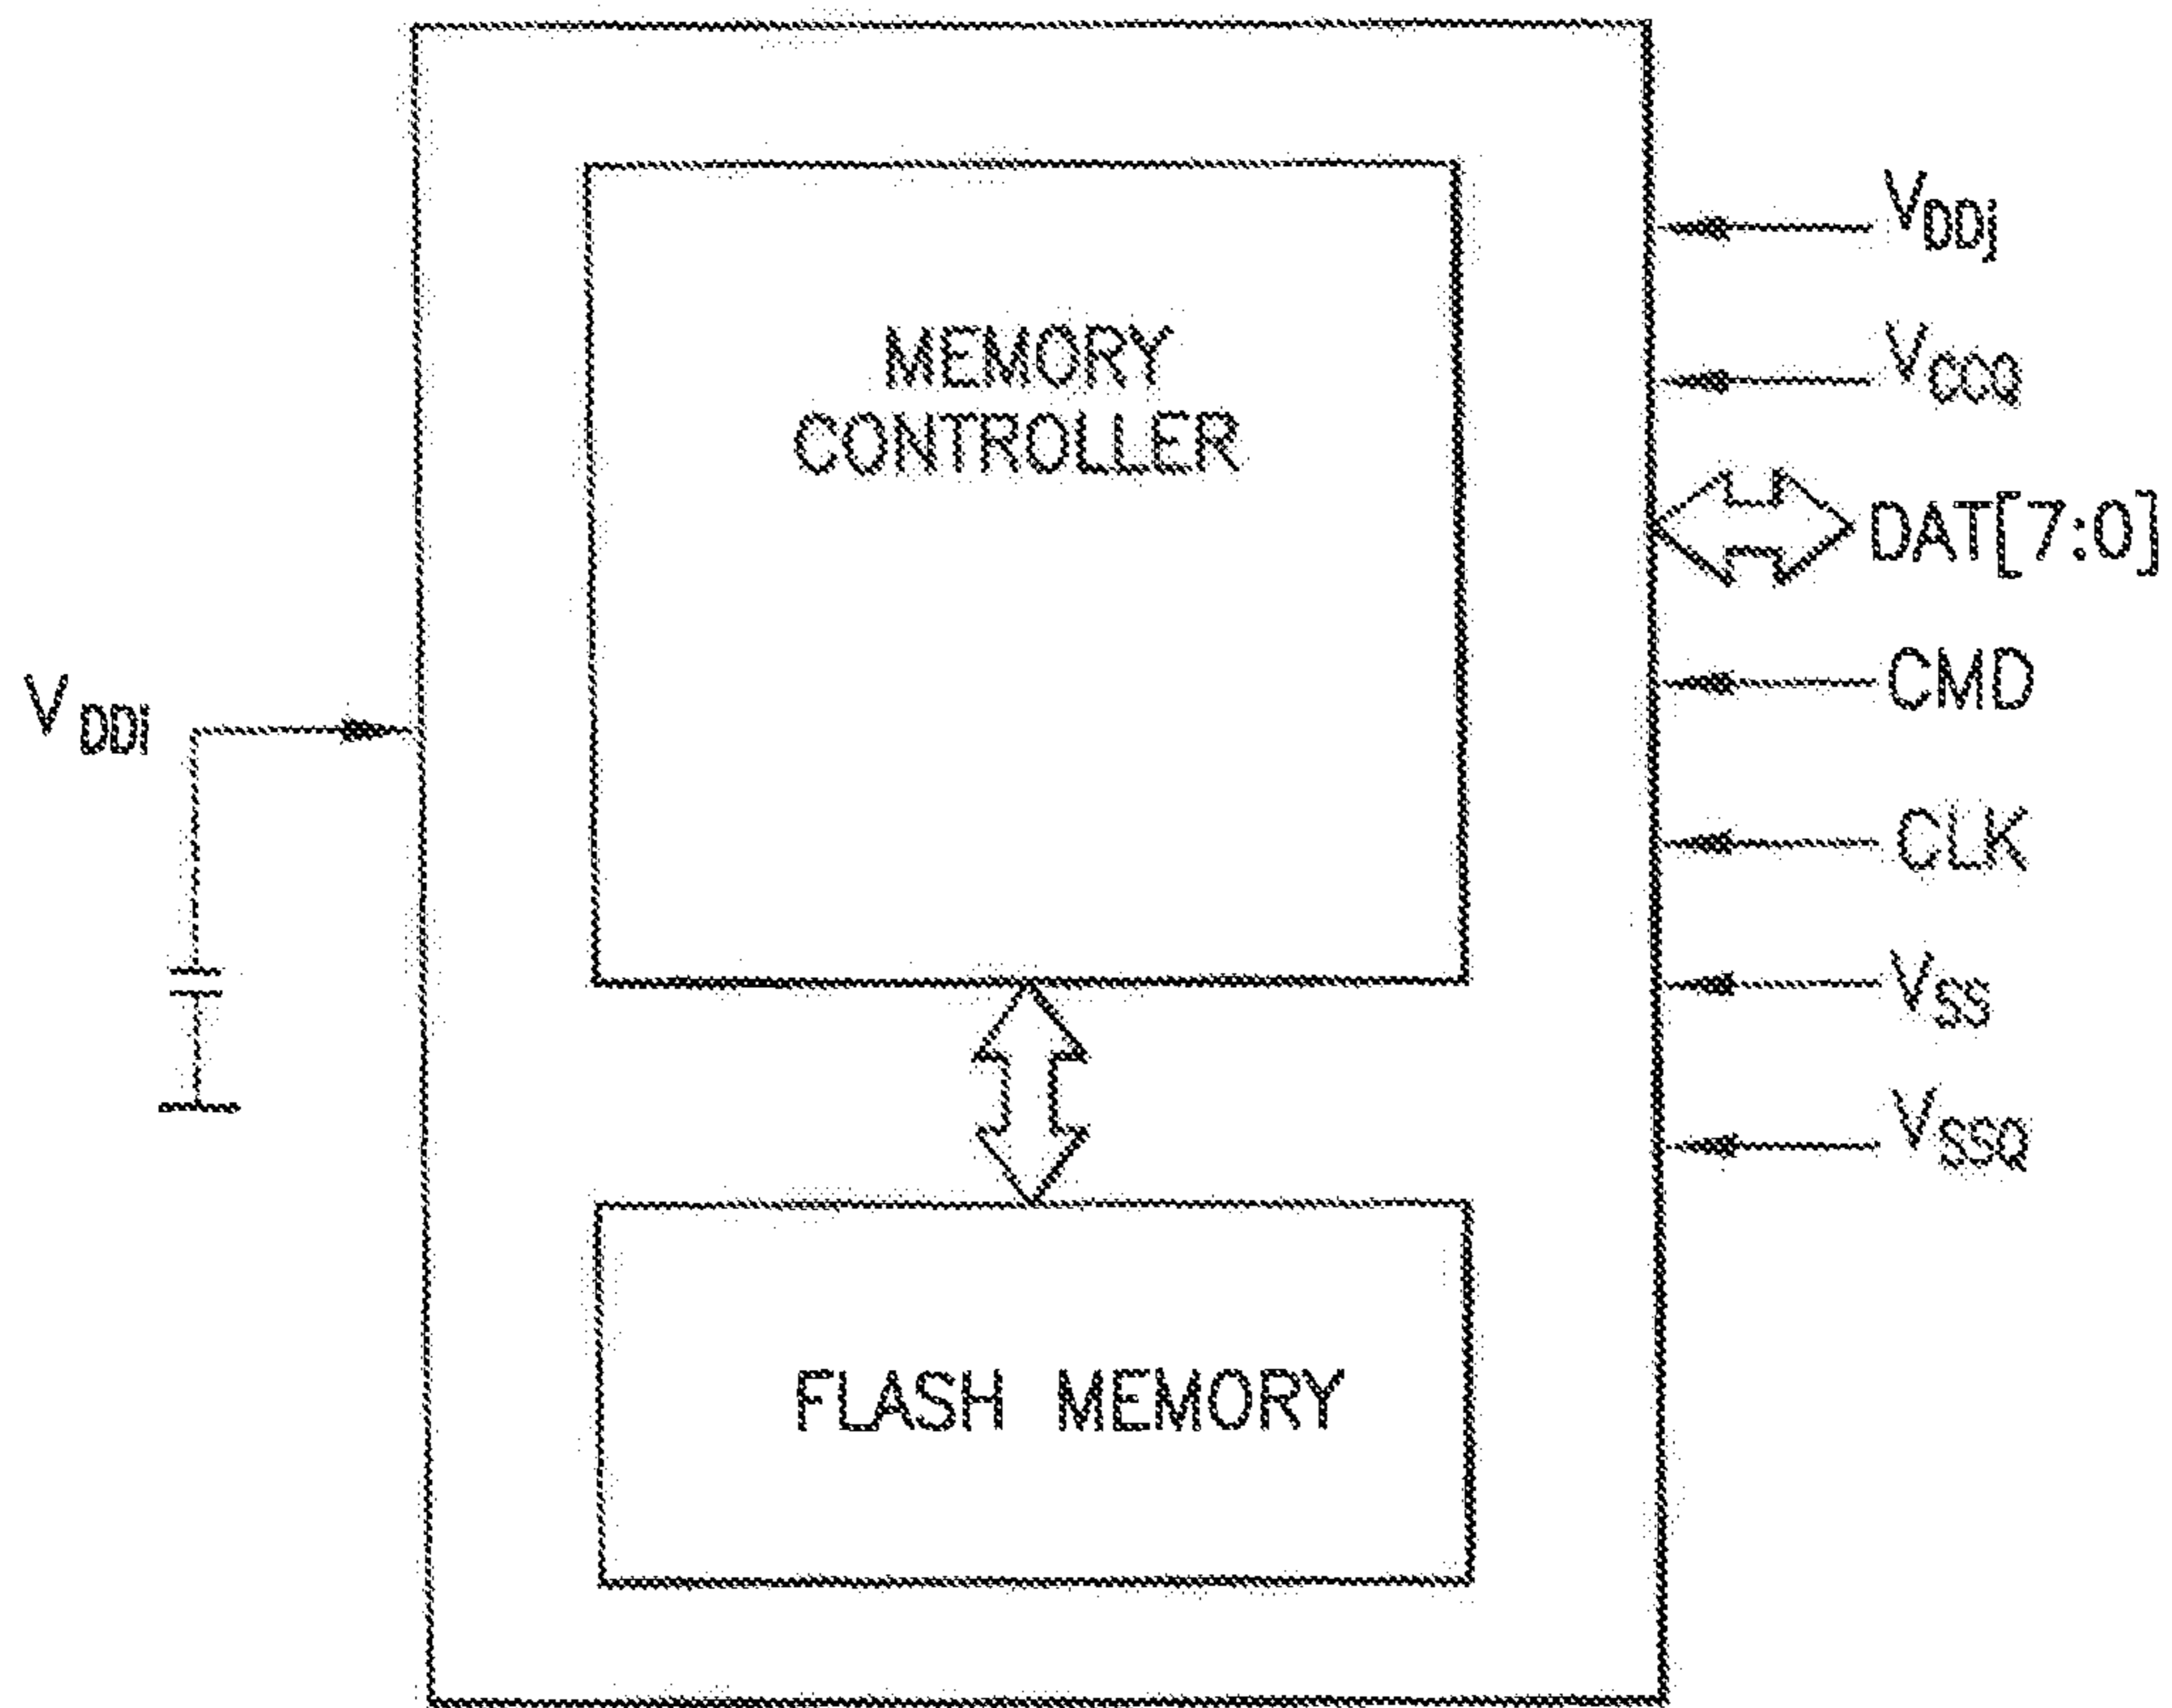 MEMORY
CONTROLLER
VDDj
VCCQ
DAT[7:0]
CMD
VDDi
CLK
VSS
VSSQ
FLASH MEMORY